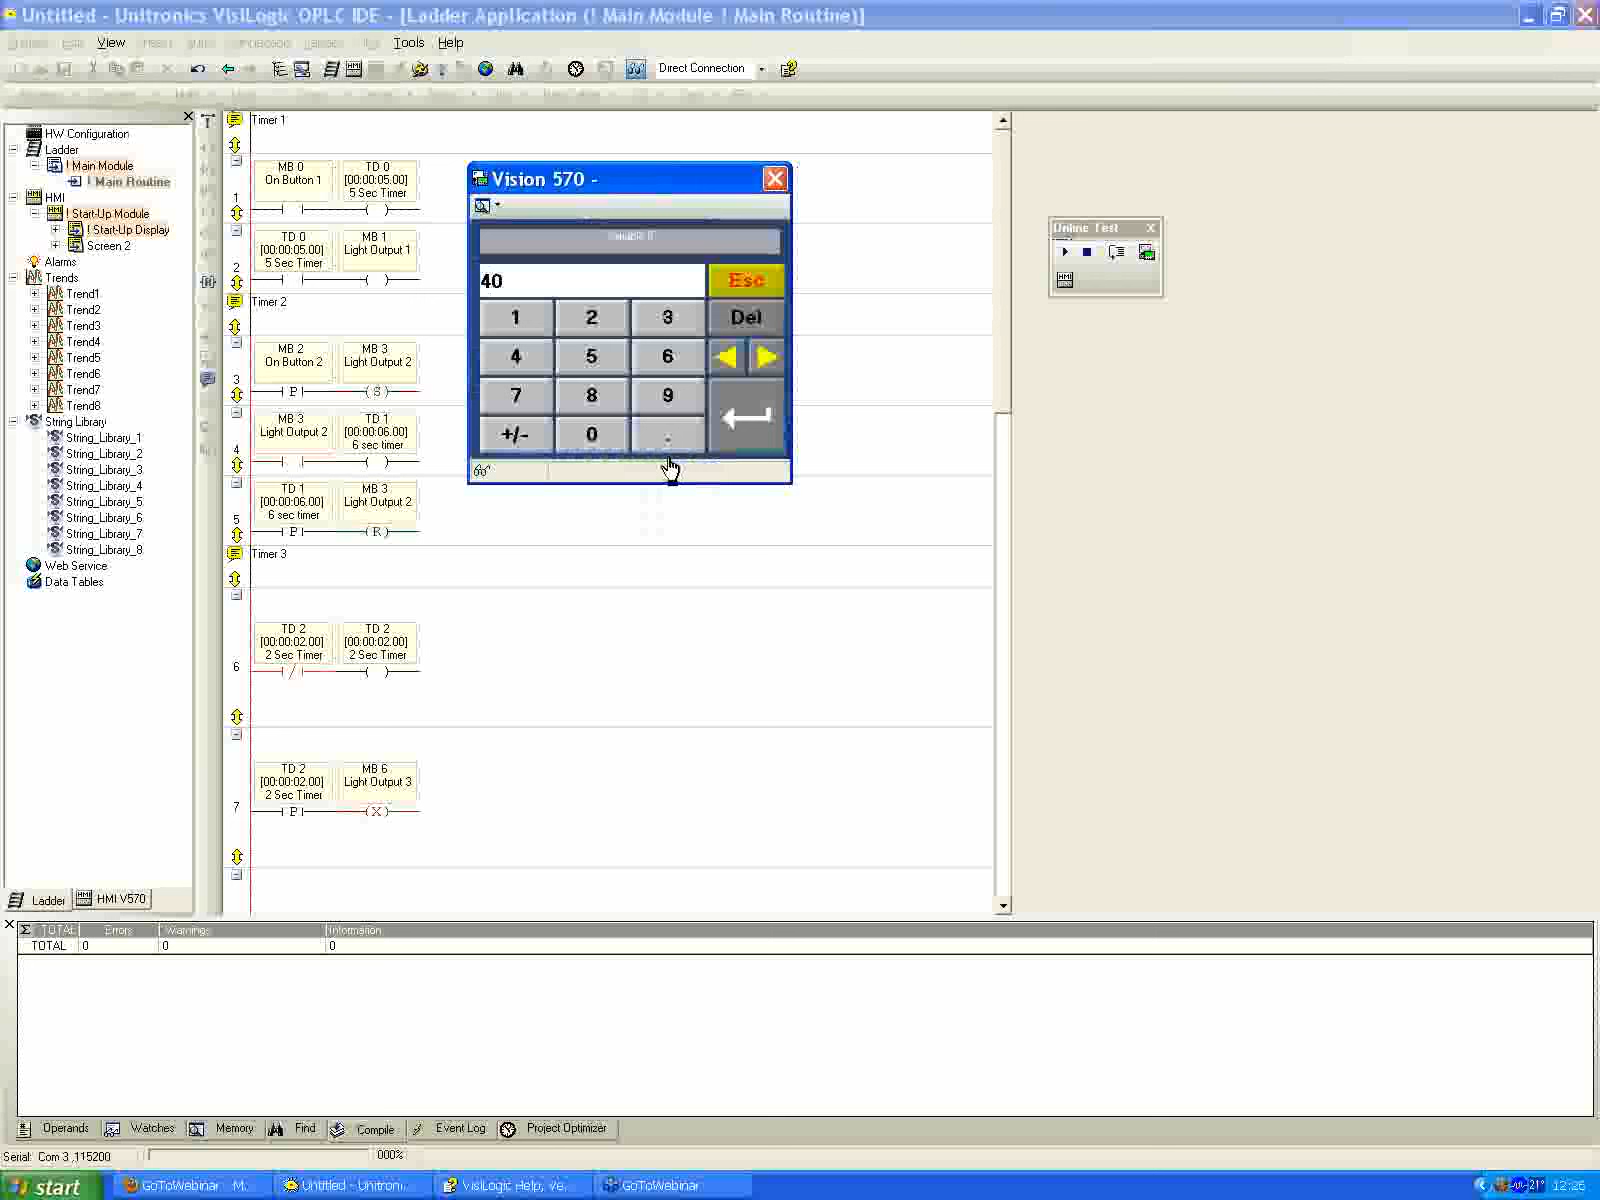 Untitled - Unitronics VisiLogic OPLC IDE - [Ladder Application (! Main Module ! Main Routine)]
View Tools Help
Direct Connection
HW Configuration
Ladder
! Main Module
! Main Routine
HMI
! Start-Up Module
! Start-Up Display
Screen 2
Alarms
Trends
Trend1
Trend2
Trend3
Trend4
Trend5
Trend6
Trend7
Trend8
String Library
String_Library_1
String_Library_2
String_Library_3
String_Library_4
String_Library_5
String_Library_6
String_Library_7
String_Library_8
Web Service
Data Tables
Ladder
HMI V570
Timer 1
MB 0 TD 0
On Button 1 [00:00:05.00]
5 Sec Timer
1
TD 0 MB 1
[00:00:05.00] Light Output 1
5 Sec Timer
2
Timer 2
MB 2 MB 3
On Button 2 Light Output 2
3
P S
MB 3 TD 1
Light Output 2 [00:00:06.00]
6 sec timer
4
TD 1 MB 3
[00:00:06.00] Light Output 2
6 sec timer
5
P R
Timer 3
TD 2 TD 2
[00:00:02.00] [00:00:02.00]
2 Sec Timer 2 Sec Timer
6
TD 2 MB 6
[00:00:02.00] Light Output 3
2 Sec Timer
7
P X
Vision 570 -
40 Esc
1 2 3 Del
4 5 6
7 8 9
+/- 0 .
Online Test
HMI
Σ TOTAL Errors Warnings Information
TOTAL 0 0 0
Operands Watches Memory Find Compile Event Log Project Optimizer
Serial: Com 3 ,115200 000%
start GoToWebinar - M... Untitled - Unitron... VisiLogic Help, Ve... GoToWebinar 21° 12:26